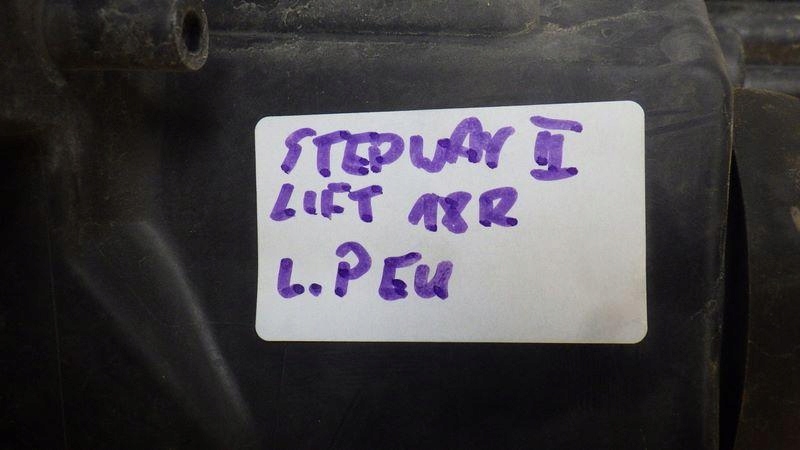 STEPWAY II
LIFT 18R
L.P EU